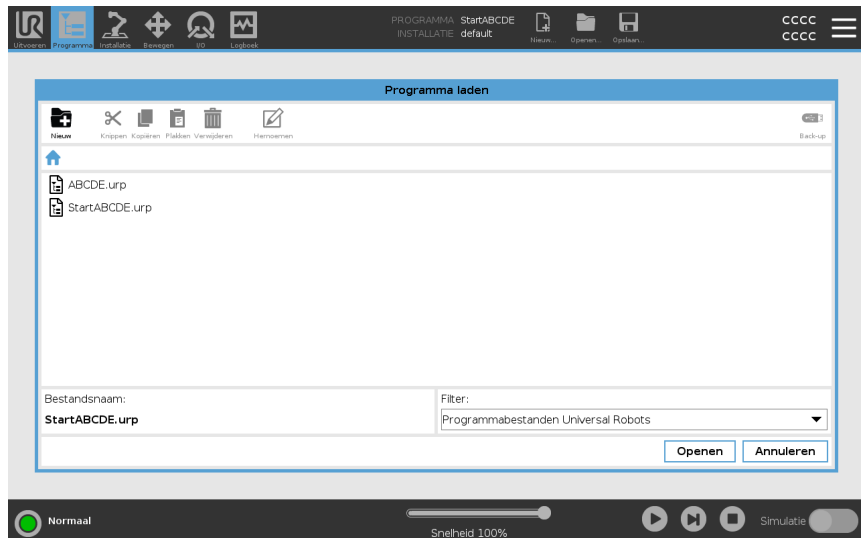 PROGRAMMA StartABCDE
INSTALLATIE default
CCCC
CCCC
Uitvoeren Programma Installatie Bewegen I/O Logboek
Nieuw... Openen... Opslaan...
Programma laden
Nieuw Knippen Kopiëren Plakken Verwijderen Hernoemen Back-up
ABCDE.urp
StartABCDE.urp
Bestandsnaam: Filter:
StartABCDE.urp Programmabestanden Universal Robots
Openen Annuleren
Normaal
Snelheid 100%
Simulatie